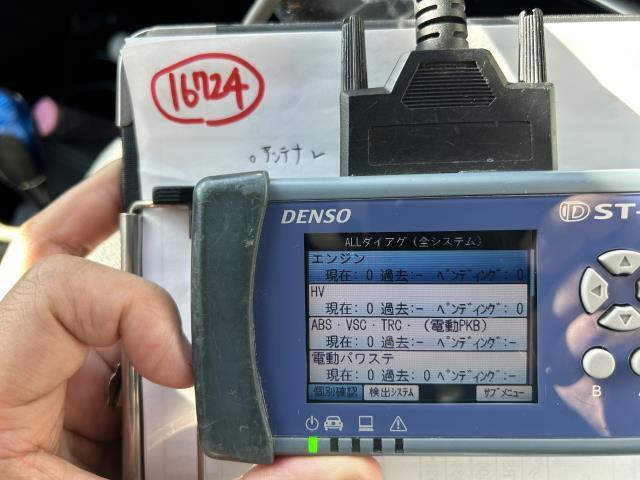 16724
。アンテナ レ
DENSO
ST-
ALLダイアグ(全システム)
エンジン
現在: 0 過去:- ペンディング: 0
HV
現在: 0 過去:- ペンディング: 0
ABS・VSC・TRC・ (電動PKB)
現在: 0 過去:- ペンディング:-
電動パワステ
現在: 0 過去: 0 ペンディング:-
個別確認 検出システム サブメニュー
B